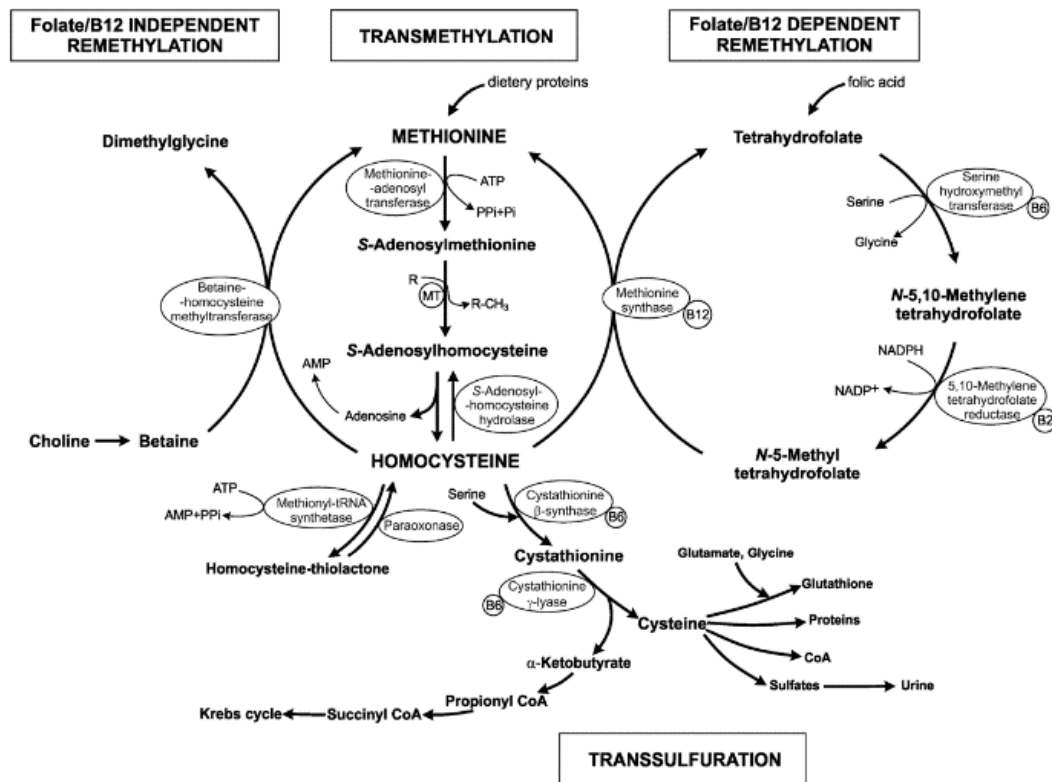 Folate/B12 INDEPENDENT
REMETHYLATION
TRANSMETHYLATION
Folate/B12 DEPENDENT
REMETHYLATION
dietery proteins
folic acid
Dimethylglycine
METHIONINE
Tetrahydrofolate
Methionine-
-adenosyl
transferase
ATP
PPi+Pi
Serine
hydroxymethyl
transferase
B6
Serine
Glycine
S-Adenosylmethionine
R
MT
R-CH₃
Betaine-
-homocysteine
methyltransferase
Methionine
synthase
B12
N-5,10-Methylene
tetrahydrofolate
S-Adenosylhomocysteine
NADPH
NADP+
5,10-Methylene
tetrahydrofolate
reductase
B2
AMP
Adenosine
S-Adenosyl-
-homocysteine
hydrolase
Choline
Betaine
HOMOCYSTEINE
N-5-Methyl
tetrahydrofolate
ATP
AMP+PPi
Methionyl-tRNA
synthetase
Paraoxonase
Serine
Cystathionine
β-synthase
B6
Homocysteine-thiolactone
Cystathionine
Glutamate, Glycine
Glutathione
Cystathionine
γ-lyase
B6
Cysteine
Proteins
CoA
α-Ketobutyrate
Sulfates
Urine
Propionyl CoA
Krebs cycle
Succinyl CoA
TRANSSULFURATION